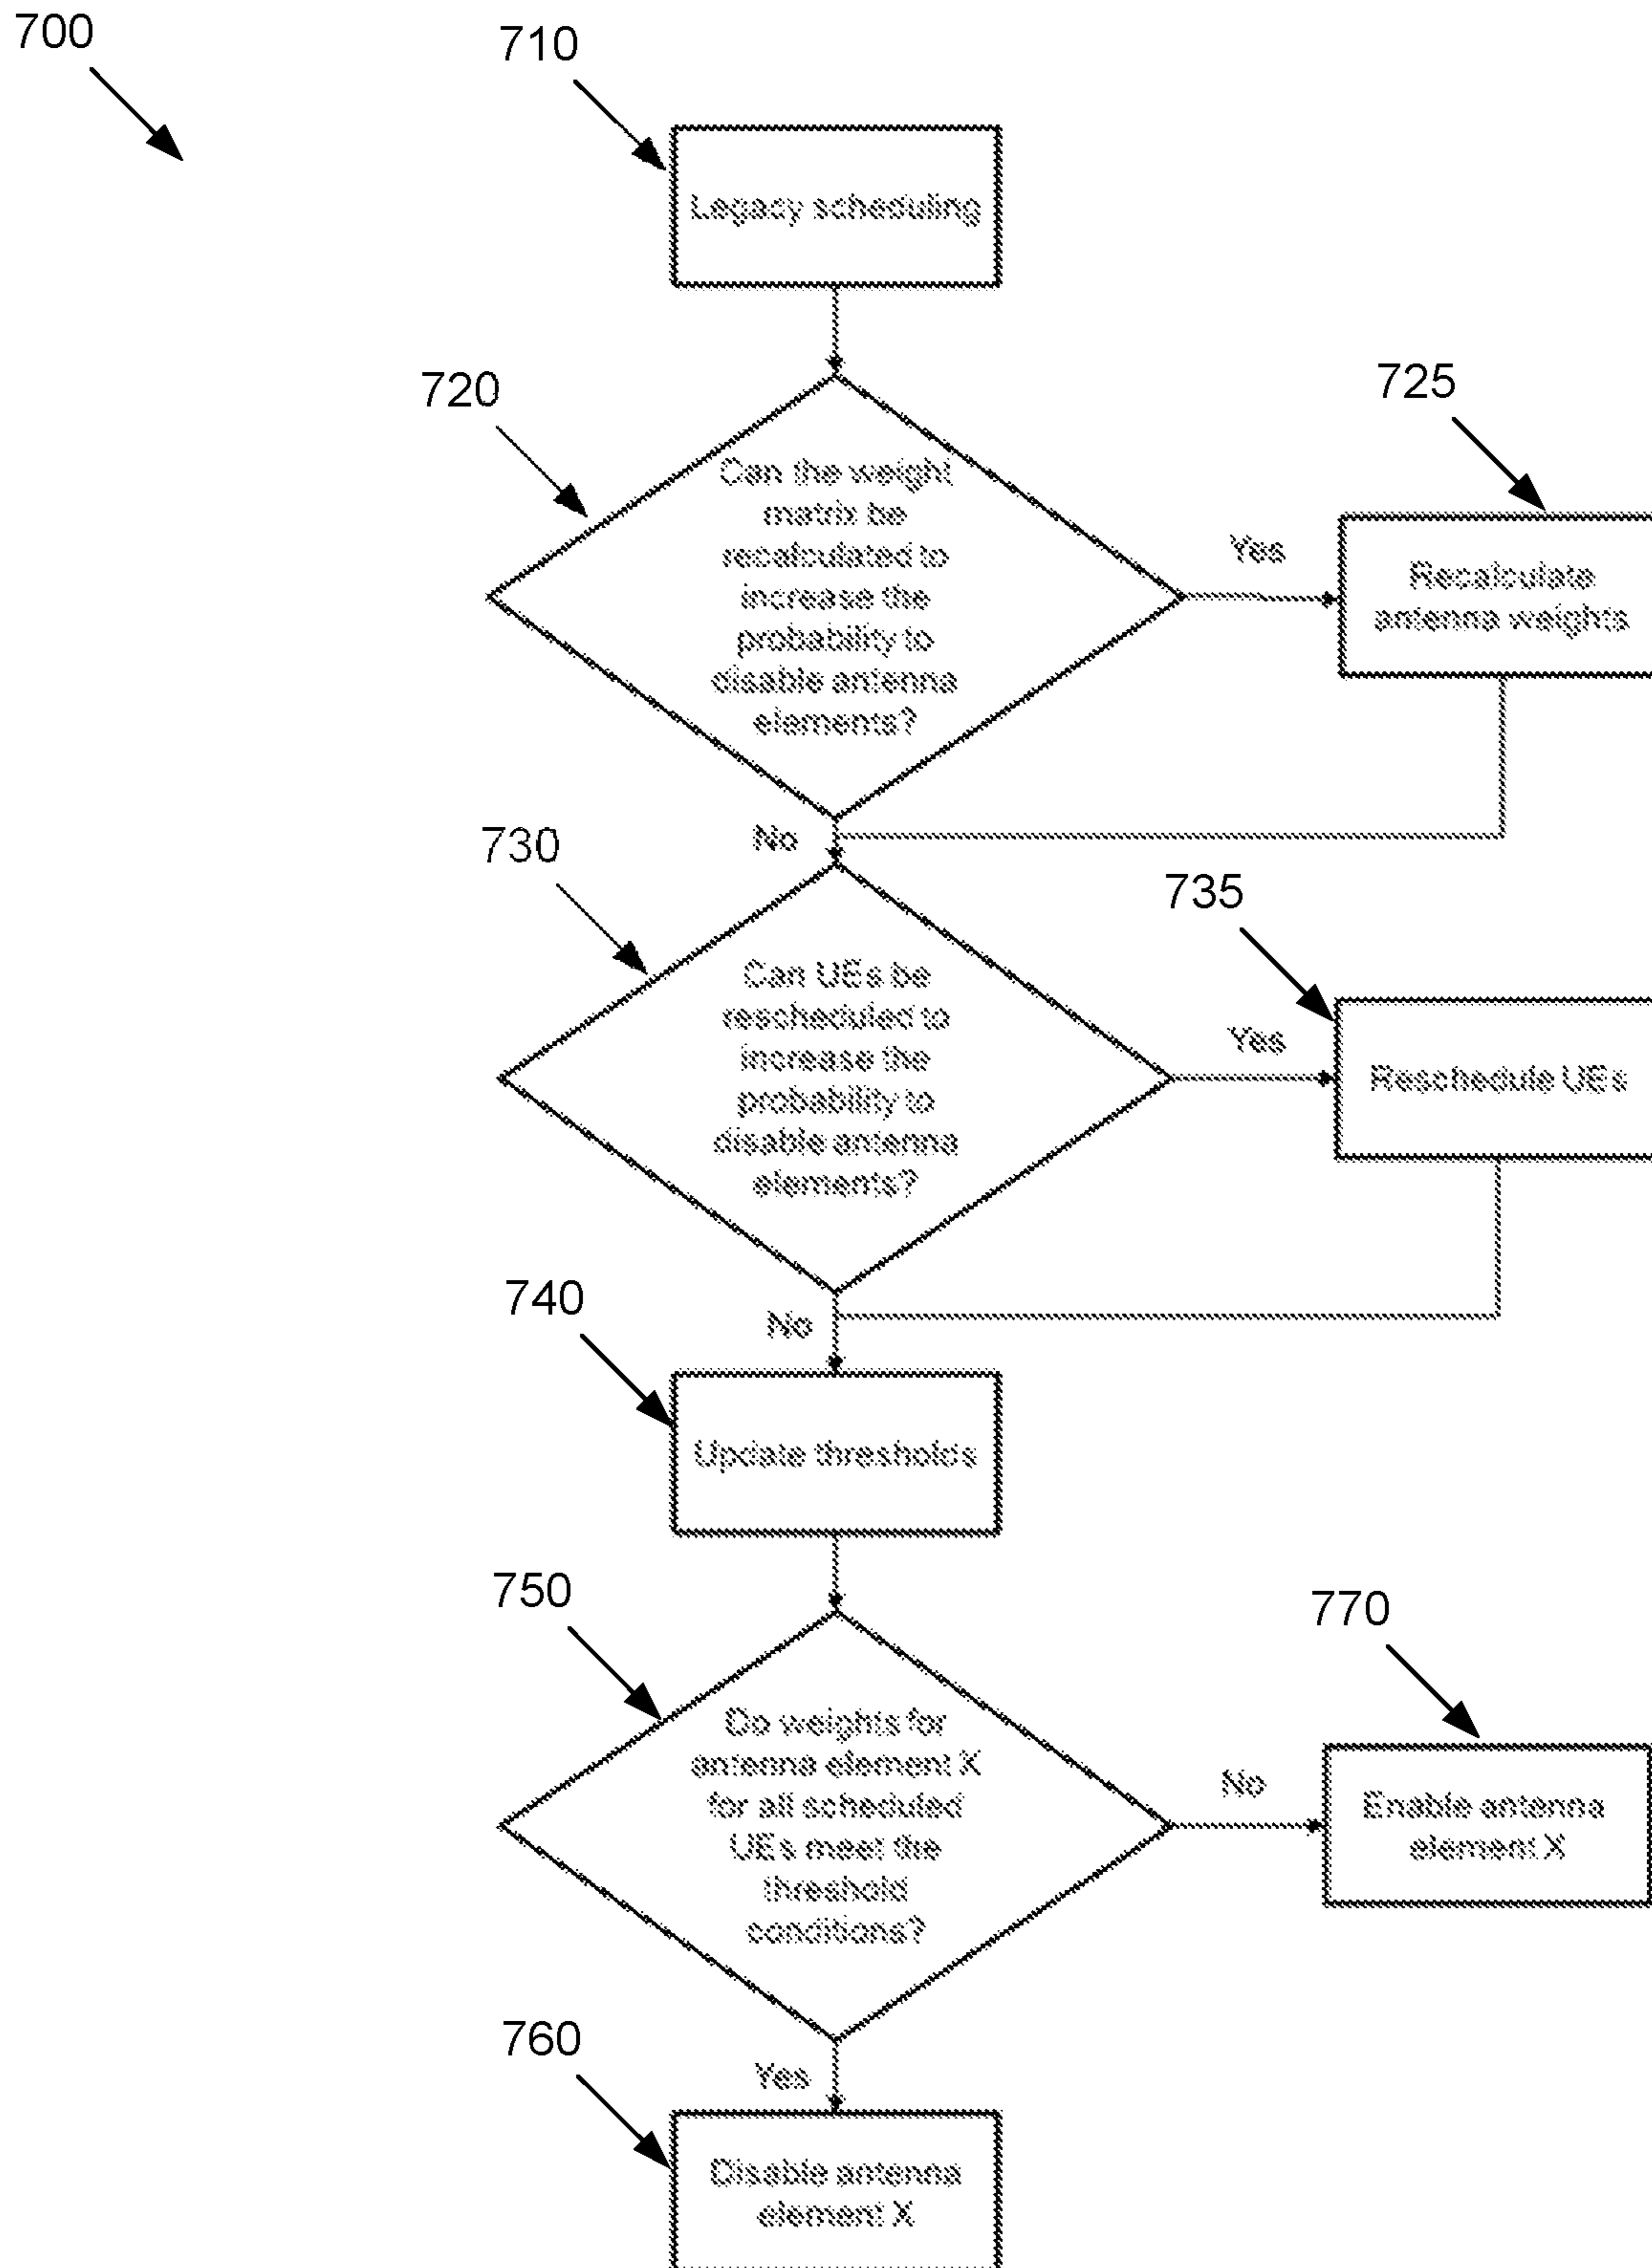 700
710
Legacy scheduling
720
Can the weight
matrix be
recalculated to
increase the
probability to
disable antenna
elements?
Yes
725
Recalculate
antenna weights
No
730
Can UEs be
rescheduled to
increase the
probability to
disable antenna
elements?
Yes
735
Reschedule UEs
No
740
Update thresholds
750
Do weights for
antenna element X
for all scheduled
UEs meet the
threshold
conditions?
No
770
Enable antenna
element X
Yes
760
Disable antenna
element X